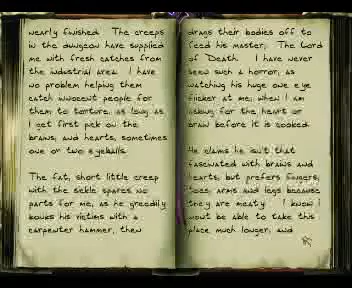 nearly finished. The creeps
in the dungeon have supplied
me with fresh catches from
the industrial area. I have
no problem helping them
catch innocent people for
them to torture, as long as
I get first pick on the
brains, and hearts, sometimes
one or two eyeballs.
The fat, short little creep
with the sickle spares no
parts for me, as he greedily
bones his victims with a
carpenter hammer, then
drags their bodies off to
feed his master, The Lord
of Death. I have never
seen such a horror, as
watching his huge owe eye
flicker at me, when I am
asking for the heart or
brain before it is cooked.
He claims he isn't that
fascinated with brains and
hearts, but prefers fingers,
toes, arms and legs because
they are meaty. I know I
wont be able to take this
place much longer, and